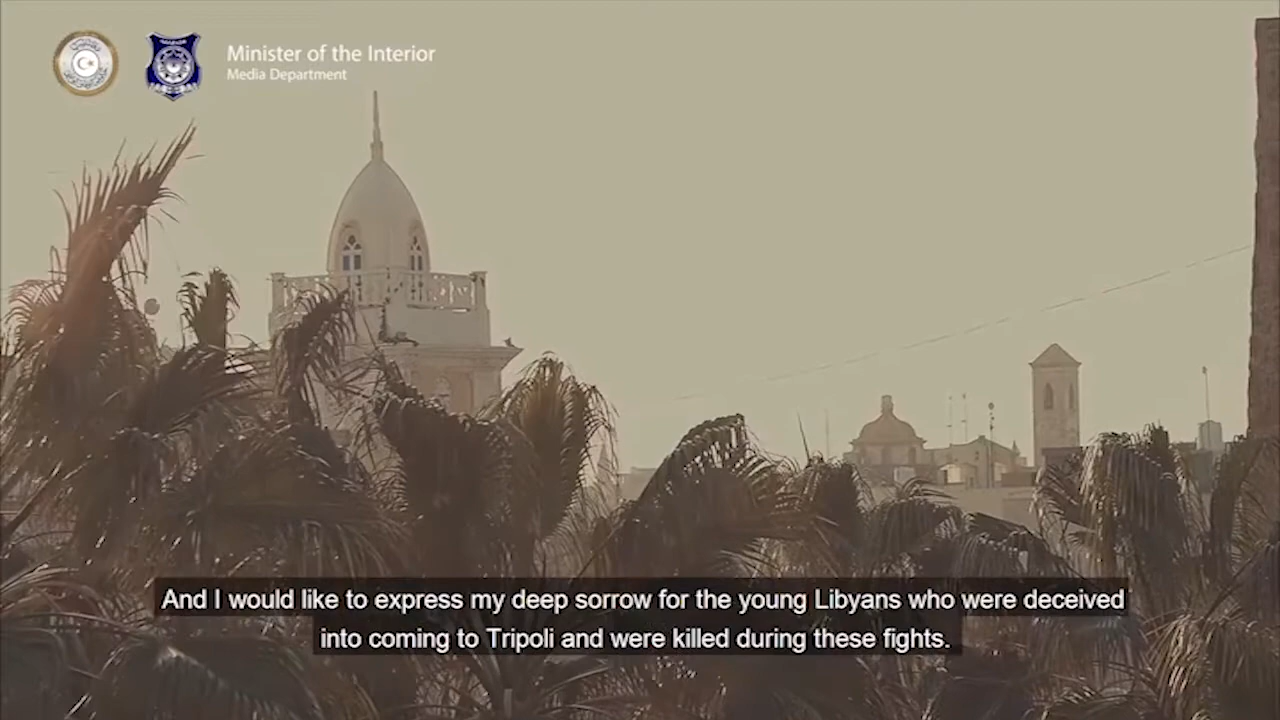 Minister of the Interior
Media Department
And I would like to express my deep sorrow for the young Libyans who were deceived
into coming to Tripoli and were killed during these fights.